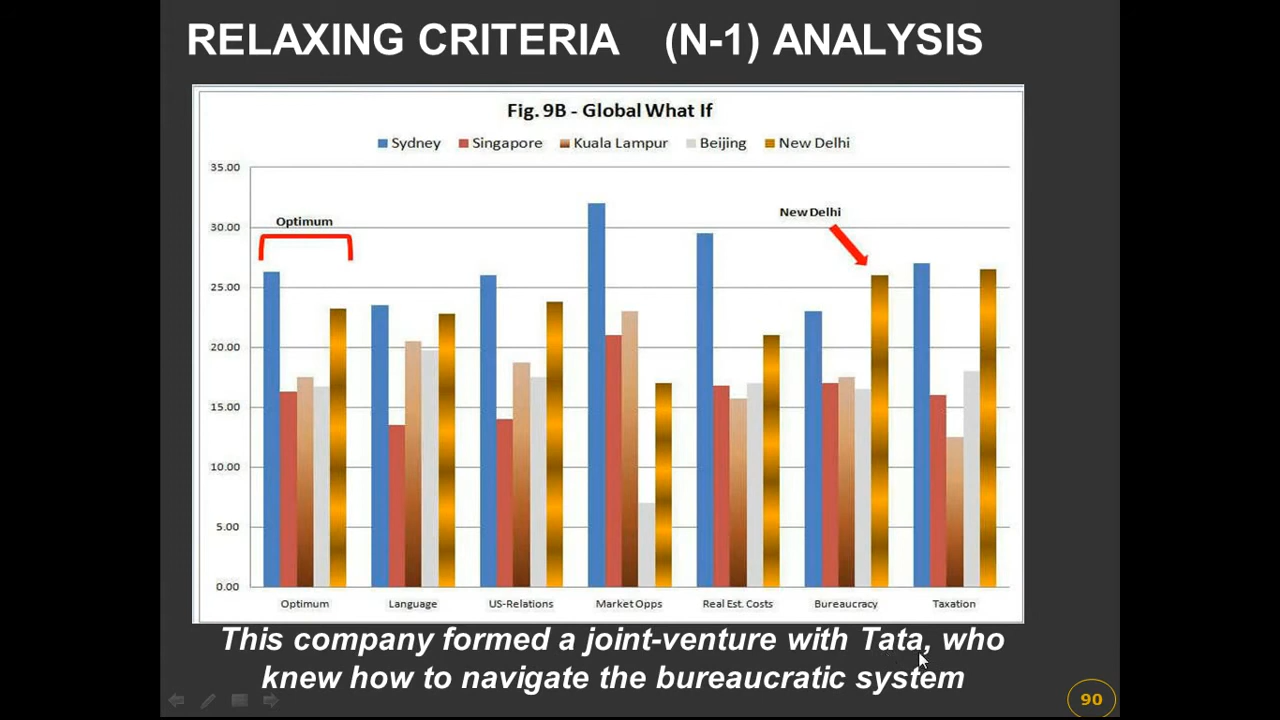 RELAXING CRITERIA (N-1) ANALYSIS
Fig. 9B - Global What If
Sydney Singapore Kuala Lampur Beijing New Delhi
35.00
30.00
25.00
20.00
15.00
10.00
5.00
0.00
Optimum
New Delhi
Optimum Language US-Relations Market Opps Real Est. Costs Bureaucracy Taxation
This company formed a joint-venture with Tata, who
knew how to navigate the bureaucratic system
90